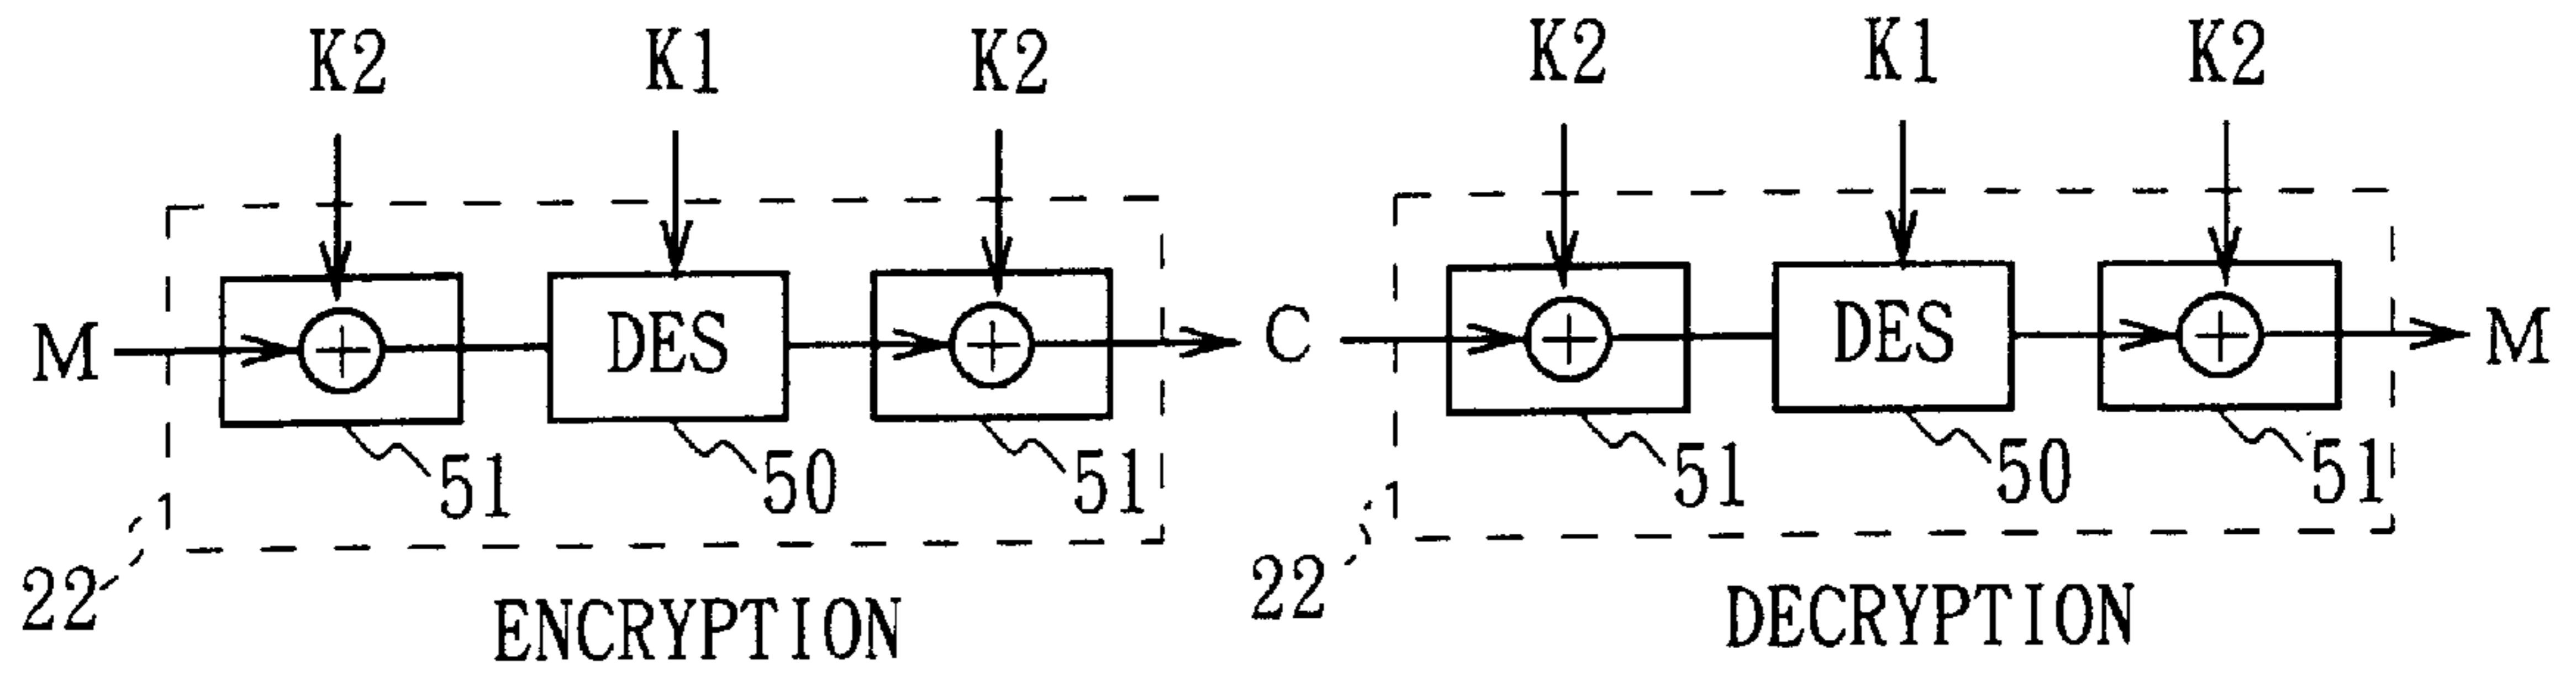 K2 K1 K2 K2 K1 K2
M DES C DES M
51 50 51 51 50 51
22 22
ENCRYPTION DECRYPTION